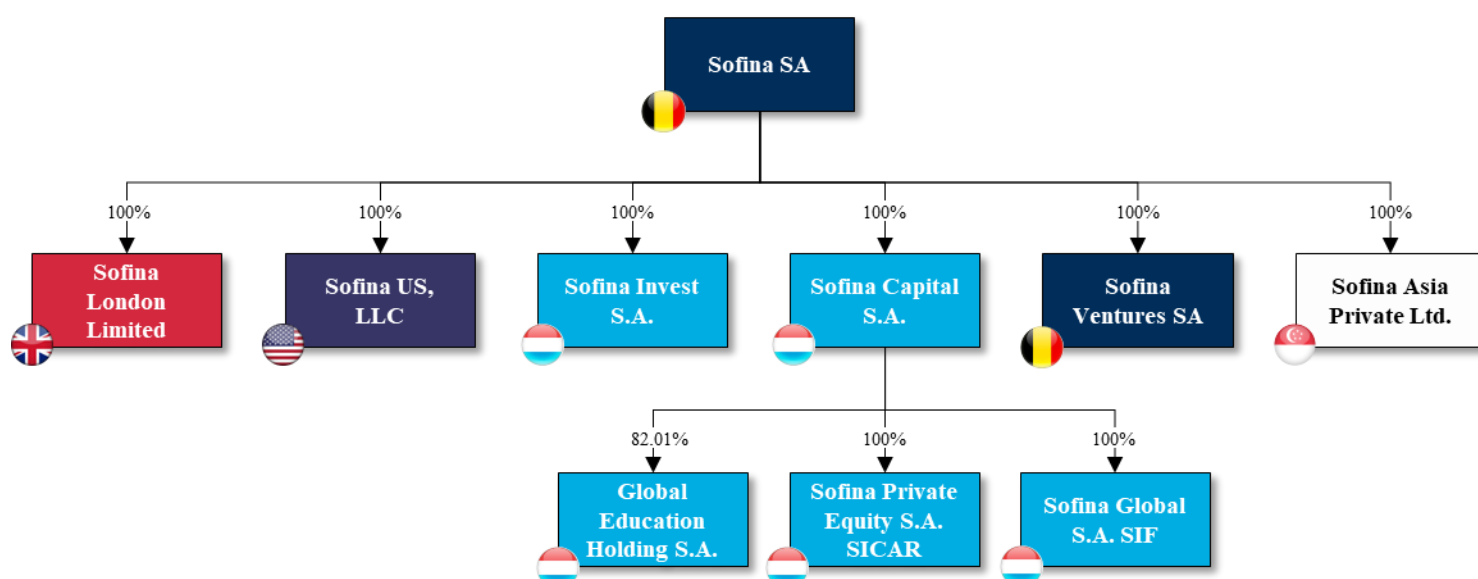 Sofina SA
100%
100%
100%
100%
100%
100%
Sofina
London
Limited
Sofina US,
LLC
Sofina Invest
S.A.
Sofina Capital
S.A.
Sofina
Ventures SA
Sofina Asia
Private Ltd.
82.01%
100%
100%
Global
Education
Holding S.A.
Sofina Private
Equity S.A.
SICAR
Sofina Global
S.A. SIF